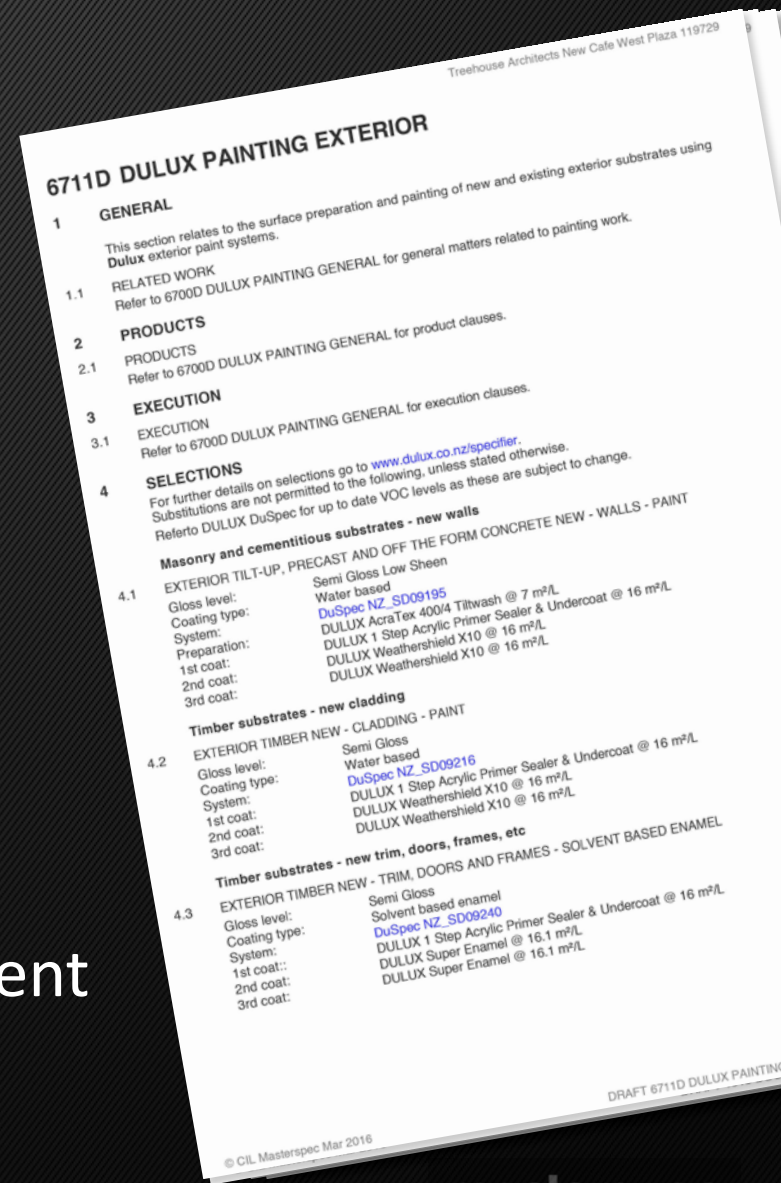 Treehouse Architects New Cafe West Plaza 119729
6711D DULUX PAINTING EXTERIOR
1 GENERAL
This section relates to the surface preparation and painting of new and existing exterior substrates using
Dulux exterior paint systems.
1.1 RELATED WORK
Refer to 6700D DULUX PAINTING GENERAL for general matters related to painting work.
2 PRODUCTS
2.1 PRODUCTS
Refer to 6700D DULUX PAINTING GENERAL for product clauses.
3 EXECUTION
3.1 EXECUTION
Refer to 6700D DULUX PAINTING GENERAL for execution clauses.
4 SELECTIONS
For further details on selections go to www.dulux.co.nz/specifier.
Substitutions are not permitted to the following, unless stated otherwise.
Referto DULUX DuSpec for up to date VOC levels as these are subject to change.
Masonry and cementitious substrates - new walls
4.1 EXTERIOR TILT-UP, PRECAST AND OFF THE FORM CONCRETE NEW - WALLS - PAINT
Gloss level: Semi Gloss Low Sheen
Coating type: Water based
System: DuSpec NZ_SD09195
Preparation: DULUX AcraTex 400/4 Tiltwash @ 7 m²/L
1st coat: DULUX 1 Step Acrylic Primer Sealer & Undercoat @ 16 m²/L
2nd coat: DULUX Weathershield X10 @ 16 m²/L
3rd coat: DULUX Weathershield X10 @ 16 m²/L
Timber substrates - new cladding
4.2 EXTERIOR TIMBER NEW - CLADDING - PAINT
Gloss level: Semi Gloss
Coating type: Water based
System: DuSpec NZ_SD09216
1st coat: DULUX 1 Step Acrylic Primer Sealer & Undercoat @ 16 m²/L
2nd coat: DULUX Weathershield X10 @ 16 m²/L
3rd coat: DULUX Weathershield X10 @ 16 m²/L
Timber substrates - new trim, doors, frames, etc
4.3 EXTERIOR TIMBER NEW - TRIM, DOORS AND FRAMES - SOLVENT BASED ENAMEL
Gloss level: Semi Gloss
Coating type: Solvent based enamel
System: DuSpec NZ_SD09240
1st coat:: DULUX 1 Step Acrylic Primer Sealer & Undercoat @ 16 m²/L
2nd coat: DULUX Super Enamel @ 16.1 m²/L
3rd coat: DULUX Super Enamel @ 16.1 m²/L
ent
DRAFT 6711D DULUX PAINTING
© CIL Masterspec Mar 2016